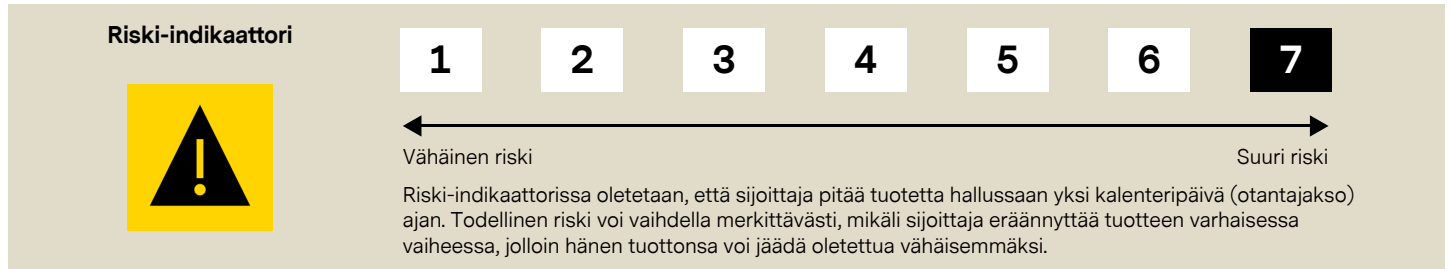 Riski-indikaattori
1 2 3 4 5 6 7
Vähäinen riski Suuri riski
Riski-indikaattorissa oletetaan, että sijoittaja pitää tuotetta hallussaan yksi kalenteripäivä (otantajakso)
ajan. Todellinen riski voi vaihdella merkittävästi, mikäli sijoittaja eräännyttää tuotteen varhaisessa
vaiheessa, jolloin hänen tuottonsa voi jäädä oletettua vähäisemmäksi.